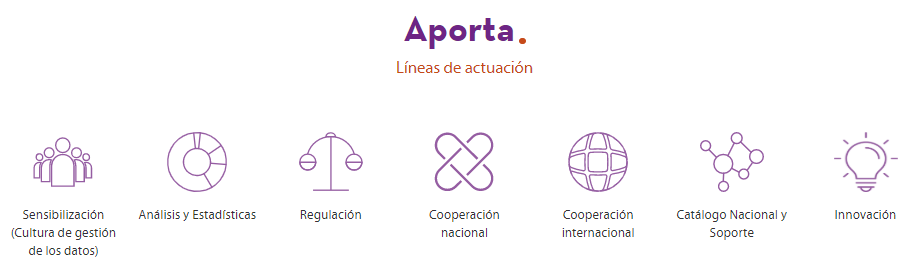 Aporta.
Líneas de actuación
Sensibilización
(Cultura de gestión
de los datos)
Análisis y Estadísticas
Regulación
Cooperación
nacional
Cooperación
internacional
Catálogo Nacional y
Soporte
Innovación